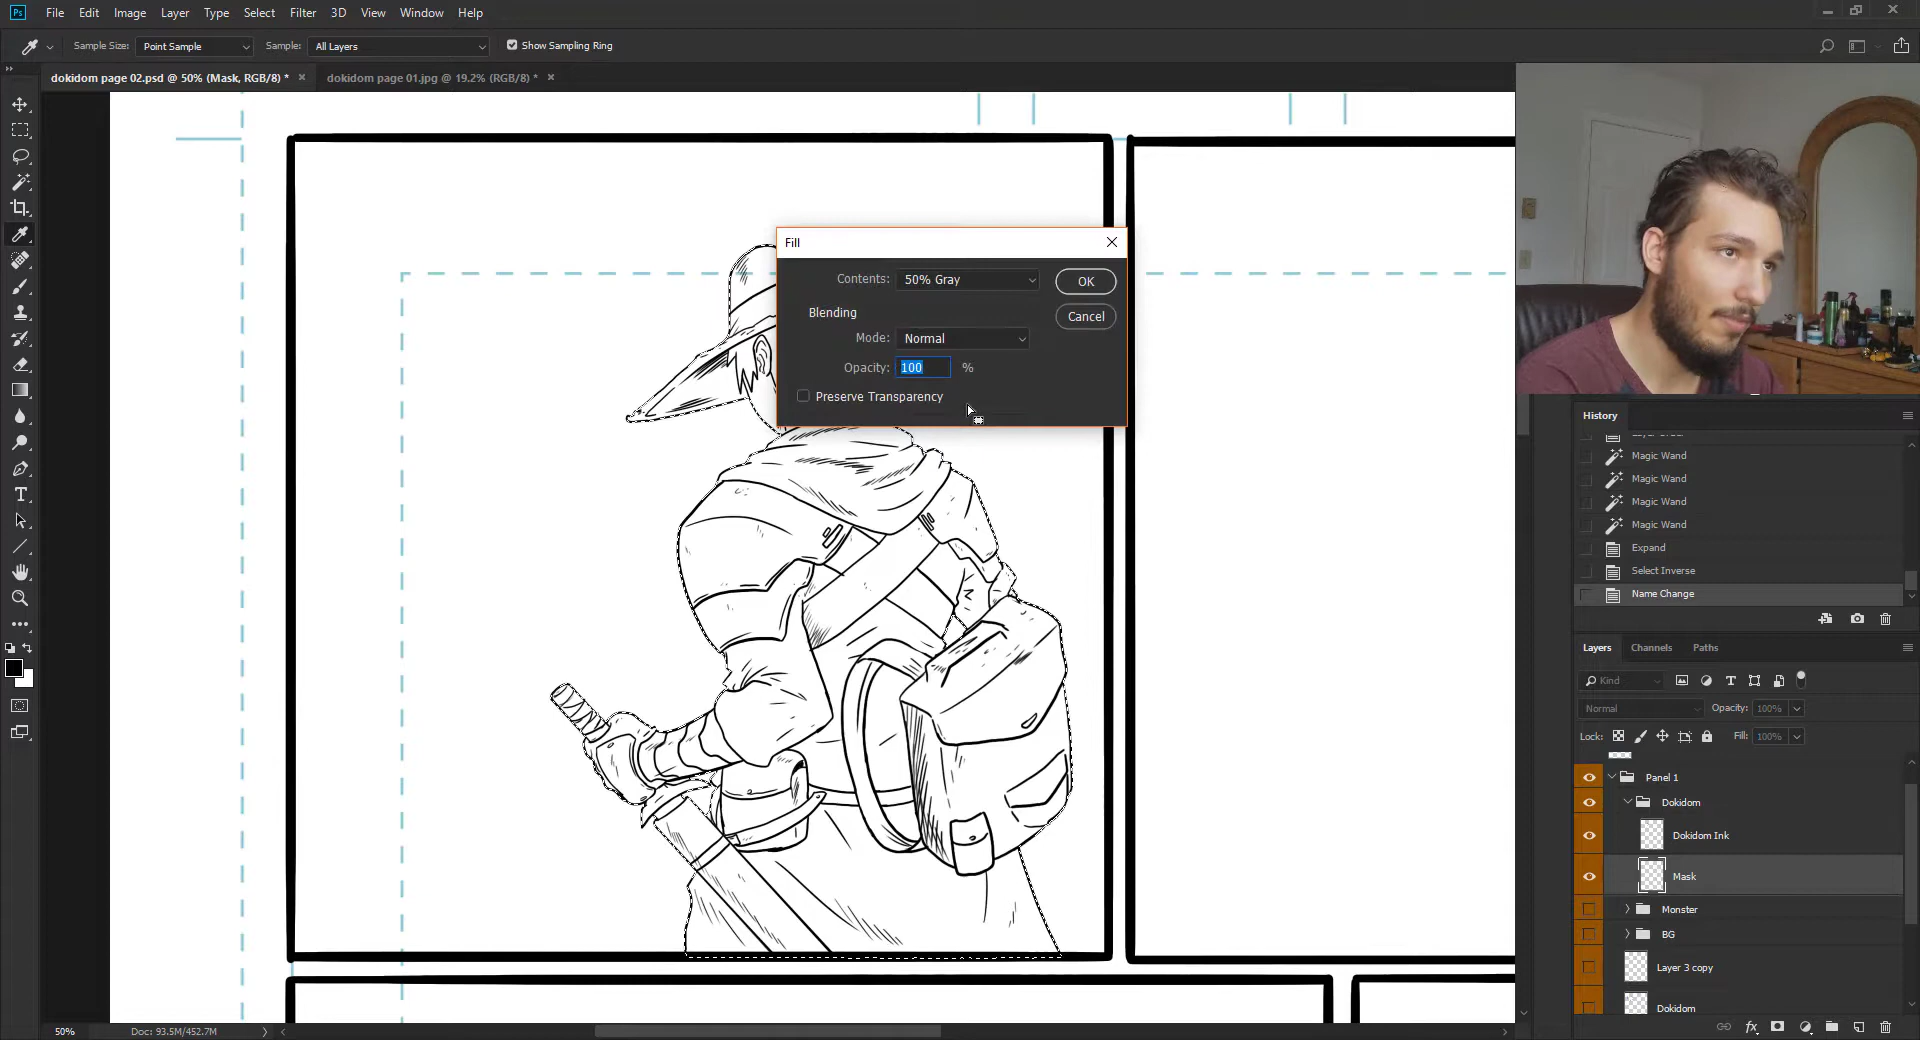 Ps File Edit Image Layer Type Select Filter 3D View Window Help
Sample Size: Point Sample Sample: All Layers Show Sampling Ring
dokidom page 02.psd @ 50% (Mask, RGB/8) * dokidom page 01.jpg @ 19.2% (RGB/8) *
Fill
Contents: 50% Gray OK
Blending Cancel
Mode: Normal
Opacity: 100 %
Preserve Transparency
History
Magic Wand
Magic Wand
Magic Wand
Magic Wand
Expand
Select Inverse
Name Change
Layers Channels Paths
Kind
Normal Opacity: 100%
Lock: Fill: 100%
Panel 1
Dokidom
Dokidom Ink
Mask
Monster
BG
Layer 3 copy
Dokidom
fx
50% Doc: 93.5M/452.7M